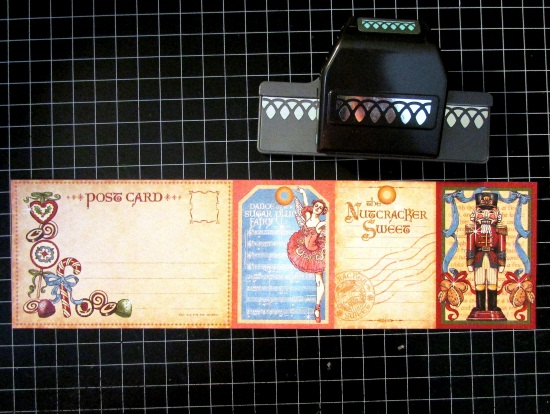 POST CARD
DANCE OF THE
SUGAR PLUM
FAIRY
the
NUTCRACKER
SWEET